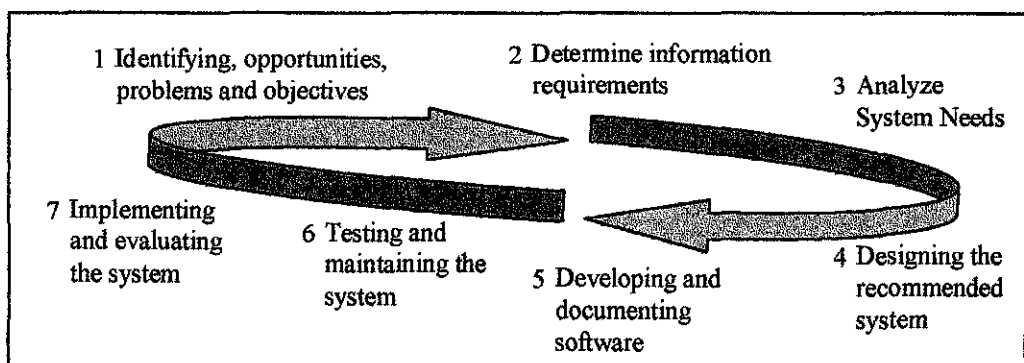 1 Identifying, opportunities,
problems and objectives
2 Determine information
requirements
3 Analyze
System Needs
4 Designing the
recommended
system
5 Developing and
documenting
software
6 Testing and
maintaining the
system
7 Implementing
and evaluating
the system